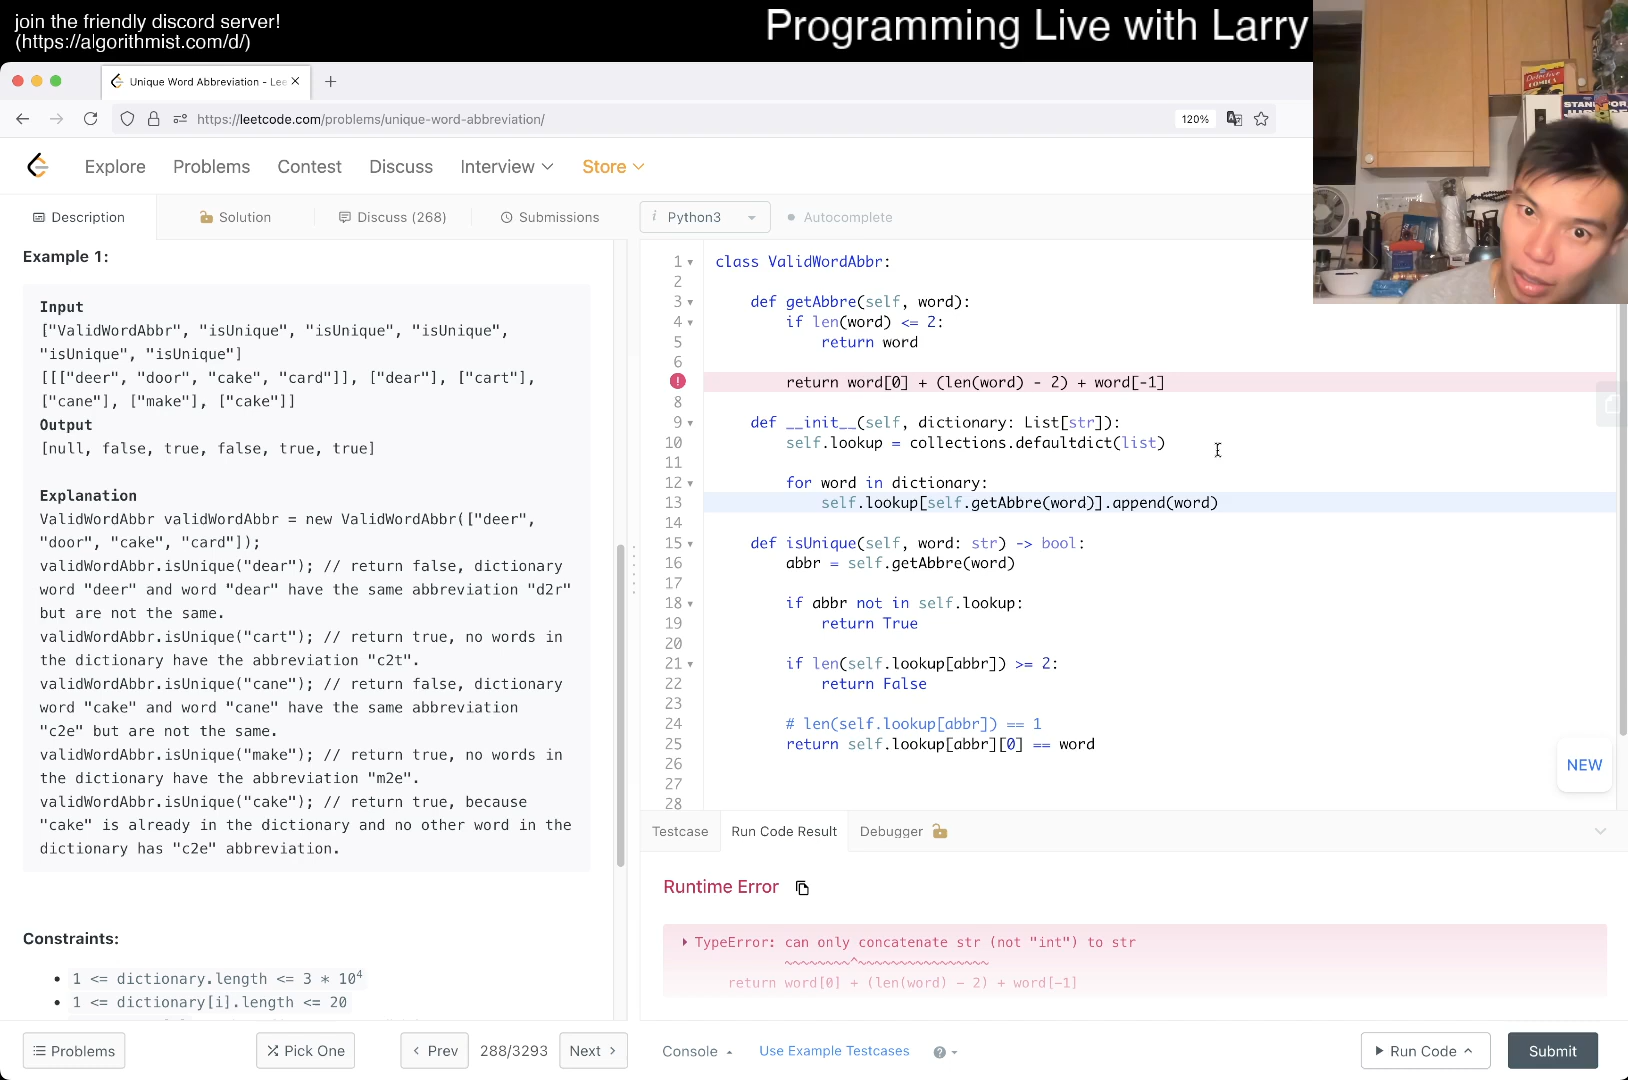 join the friendly discord server!
(https://algorithmist.com/d/)
Programming Live with Larry
Unique Word Abbreviation - Lee
https://leetcode.com/problems/unique-word-abbreviation/
120%
Explore
Problems
Contest
Discuss
Interview
Store
Description
Solution
Discuss (268)
Submissions
i Python3
Autocomplete
Example 1:
Input
["ValidWordAbbr", "isUnique", "isUnique", "isUnique",
"isUnique", "isUnique"]
[[["deer", "door", "cake", "card"]], ["dear"], ["cart"],
["cane"], ["make"], ["cake"]]
Output
[null, false, true, false, true, true]
Explanation
ValidWordAbbr validWordAbbr = new ValidWordAbbr(["deer",
"door", "cake", "card"]);
validWordAbbr.isUnique("dear"); // return false, dictionary
word "deer" and word "dear" have the same abbreviation "d2r"
but are not the same.
validWordAbbr.isUnique("cart"); // return true, no words in
the dictionary have the abbreviation "c2t".
validWordAbbr.isUnique("cane"); // return false, dictionary
word "cake" and word "cane" have the same abbreviation
"c2e" but are not the same.
validWordAbbr.isUnique("make"); // return true, no words in
the dictionary have the abbreviation "m2e".
validWordAbbr.isUnique("cake"); // return true, because
"cake" is already in the dictionary and no other word in the
dictionary has "c2e" abbreviation.
Constraints:
1 <= dictionary.length <= 3 * 10⁴
1 <= dictionary[i].length <= 20
1 class ValidWordAbbr:
2
3 def getAbbre(self, word):
4 if len(word) <= 2:
5 return word
6
return word[0] + (len(word) - 2) + word[-1]
8
9 def __init__(self, dictionary: List[str]):
10 self.lookup = collections.defaultdict(list)
11
12 for word in dictionary:
13 self.lookup[self.getAbbre(word)].append(word)
14
15 def isUnique(self, word: str) -> bool:
16 abbr = self.getAbbre(word)
17
18 if abbr not in self.lookup:
19 return True
20
21 if len(self.lookup[abbr]) >= 2:
22 return False
23
24 # len(self.lookup[abbr]) == 1
25 return self.lookup[abbr][0] == word
26
27
28
NEW
Testcase
Run Code Result
Debugger
Runtime Error
TypeError: can only concatenate str (not "int") to str
~~~~~~~~^~~~~~~~~~~~~~~~
return word[0] + (len(word) - 2) + word[-1]
Problems
Pick One
Prev
288/3293
Next
Console
Use Example Testcases
Run Code
Submit